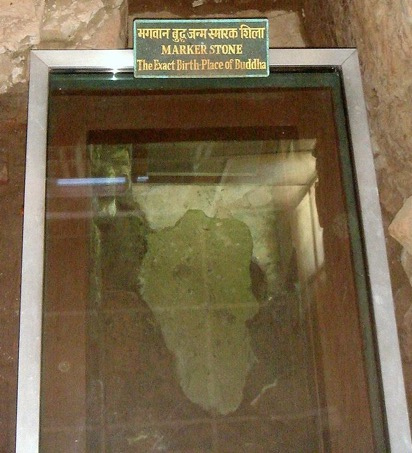 भगवान बुद्ध जन्म स्मारक शिला
MARKER STONE
The Exact Birth-Place of Buddha